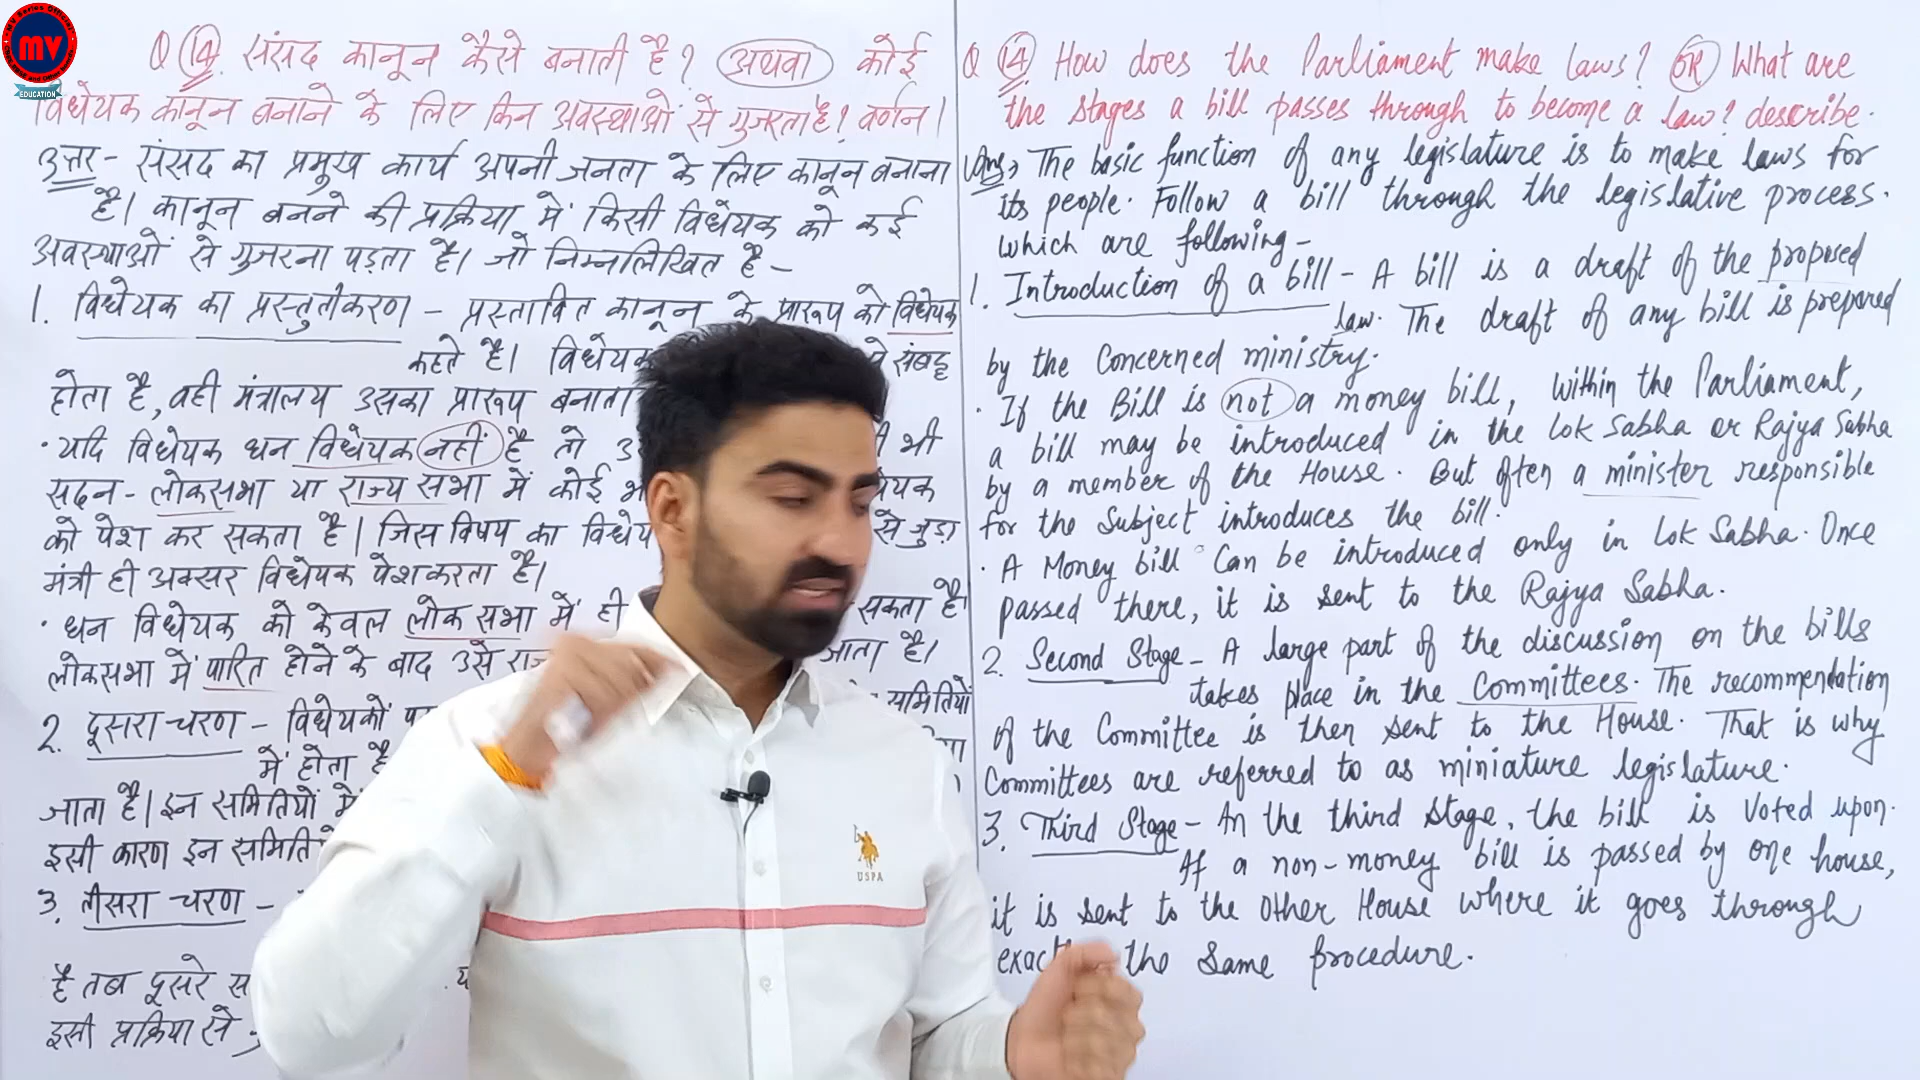 MV
EDUCATION
Q 14. संसद कानून कैसे बनाती है? अथवा कोई
विधेयक कानून बनाने के लिए किन अवस्थाओं से गुजरता है? वर्णन।
उत्तर - संसद का प्रमुख कार्य अपनी जनता के लिए कानून बनाना
है। कानून बनने की प्रक्रिया में किसी विधेयक को कई
अवस्थाओं से गुजरना पड़ता है। जो निम्नलिखित है -
1. विधेयक का प्रस्तुतीकरण - प्रस्तावित कानून के प्रारूप को विधेयक
कहते है। विधेयक से संबद्ध
होता है, वही मंत्रालय उसका प्रारूप बनाता
• यदि विधेयक धन विधेयक नहीं है तो भी
सदन - लोकसभा या राज्य सभा में कोई
को पेश कर सकता है। जिस विषय का से जुड़ा
मंत्री ही अक्सर विधेयक पेश करता है।
• धन विधेयक को केवल लोक सभा में ही सकता है
लोकसभा में पारित होने के बाद उसे जाता है।
2. दूसरा चरण - विधेयकों समितियों
में होता है
जाता है। इन समितियों में
इसी कारण इन
3. तीसरा चरण -
है तब दूसरे
इसी प्रक्रिया से
Q 14 How does the Parliament make laws? OR What are
the stages a bill passes through to become a law? describe.
Ans, The basic function of any legislature is to make laws for
its people. Follow a bill through the legislative process.
which are following -
1. Introduction of a bill - A bill is a draft of the proposed
law. The draft of any bill is prepared
by the Concerned ministry.
• If the Bill is not a money bill, within the Parliament,
a bill may be introduced in the Lok Sabha or Rajya Sabha
by a member of the House. But often a minister responsible
for the Subject introduces the bill.
• A Money bill Can be introduced only in Lok Sabha. Once
passed there, it is sent to the Rajya Sabha.
2. Second Stage - A large part of the discussion on the bills
takes place in the Committees. The recommendation
of the Committee is then sent to the House. That is why
Committees are referred to as miniature legislature.
3. Third Stage - In the third stage, the bill is Voted upon.
If a non-money bill is passed by one house,
it is sent to the Other House where it goes through
the Same procedure.
USPA